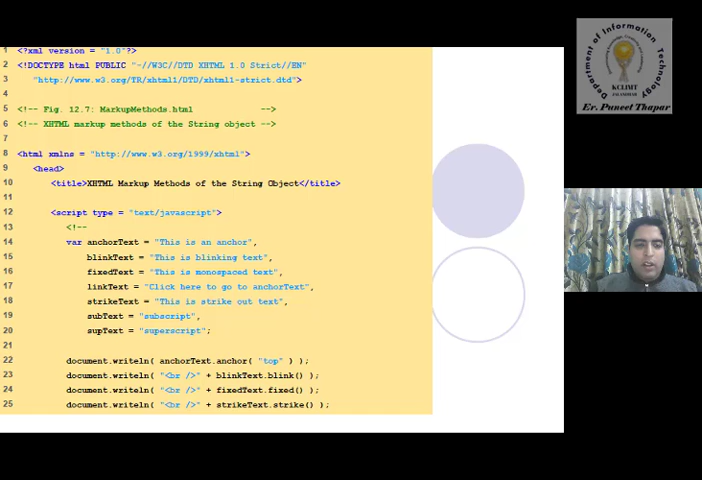 1 <?xml version = "1.0"?>
2 <!DOCTYPE html PUBLIC "-//W3C//DTD XHTML 1.0 Strict//EN"
3 "http://www.w3.org/TR/xhtml1/DTD/xhtml1-strict.dtd">
4
5 <!-- Fig. 12.7: MarkupMethods.html -->
6 <!-- XHTML markup methods of the String object -->
7
8 <html xmlns = "http://www.w3.org/1999/xhtml">
9 <head>
10 <title>XHTML Markup Methods of the String Object</title>
11
12 <script type = "text/javascript">
13 <!--
14 var anchorText = "This is an anchor",
15 blinkText = "This is blinking text",
16 fixedText = "This is monospaced text",
17 linkText = "Click here to go to anchorText",
18 strikeText = "This is strike out text",
19 subText = "subscript",
20 supText = "superscript";
21
22 document.writeln( anchorText.anchor( "top" ) );
23 document.writeln( "<br />" + blinkText.blink() );
24 document.writeln( "<br />" + fixedText.fixed() );
25 document.writeln( "<br />" + strikeText.strike() );
Department of Information Technology
KCLIMT
JALANDHAR
Er. Puneet Thapar